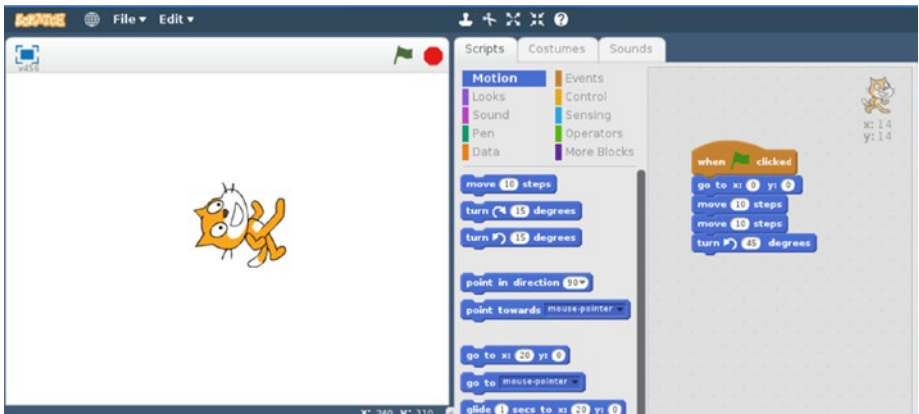 SCRATCH File Edit
v456
Scripts Costumes Sounds
Motion Events
Looks Control
Sound Sensing
Pen Operators
Data More Blocks
move 10 steps
turn 15 degrees
turn 15 degrees
point in direction 90
point towards mouse-pointer
go to x: 20 y: 0
go to mouse-pointer
glide 1 secs to x: 20 y: 0
x: 14
y: 14
when clicked
go to x: 0 y: 0
move 10 steps
move 10 steps
turn 45 degrees